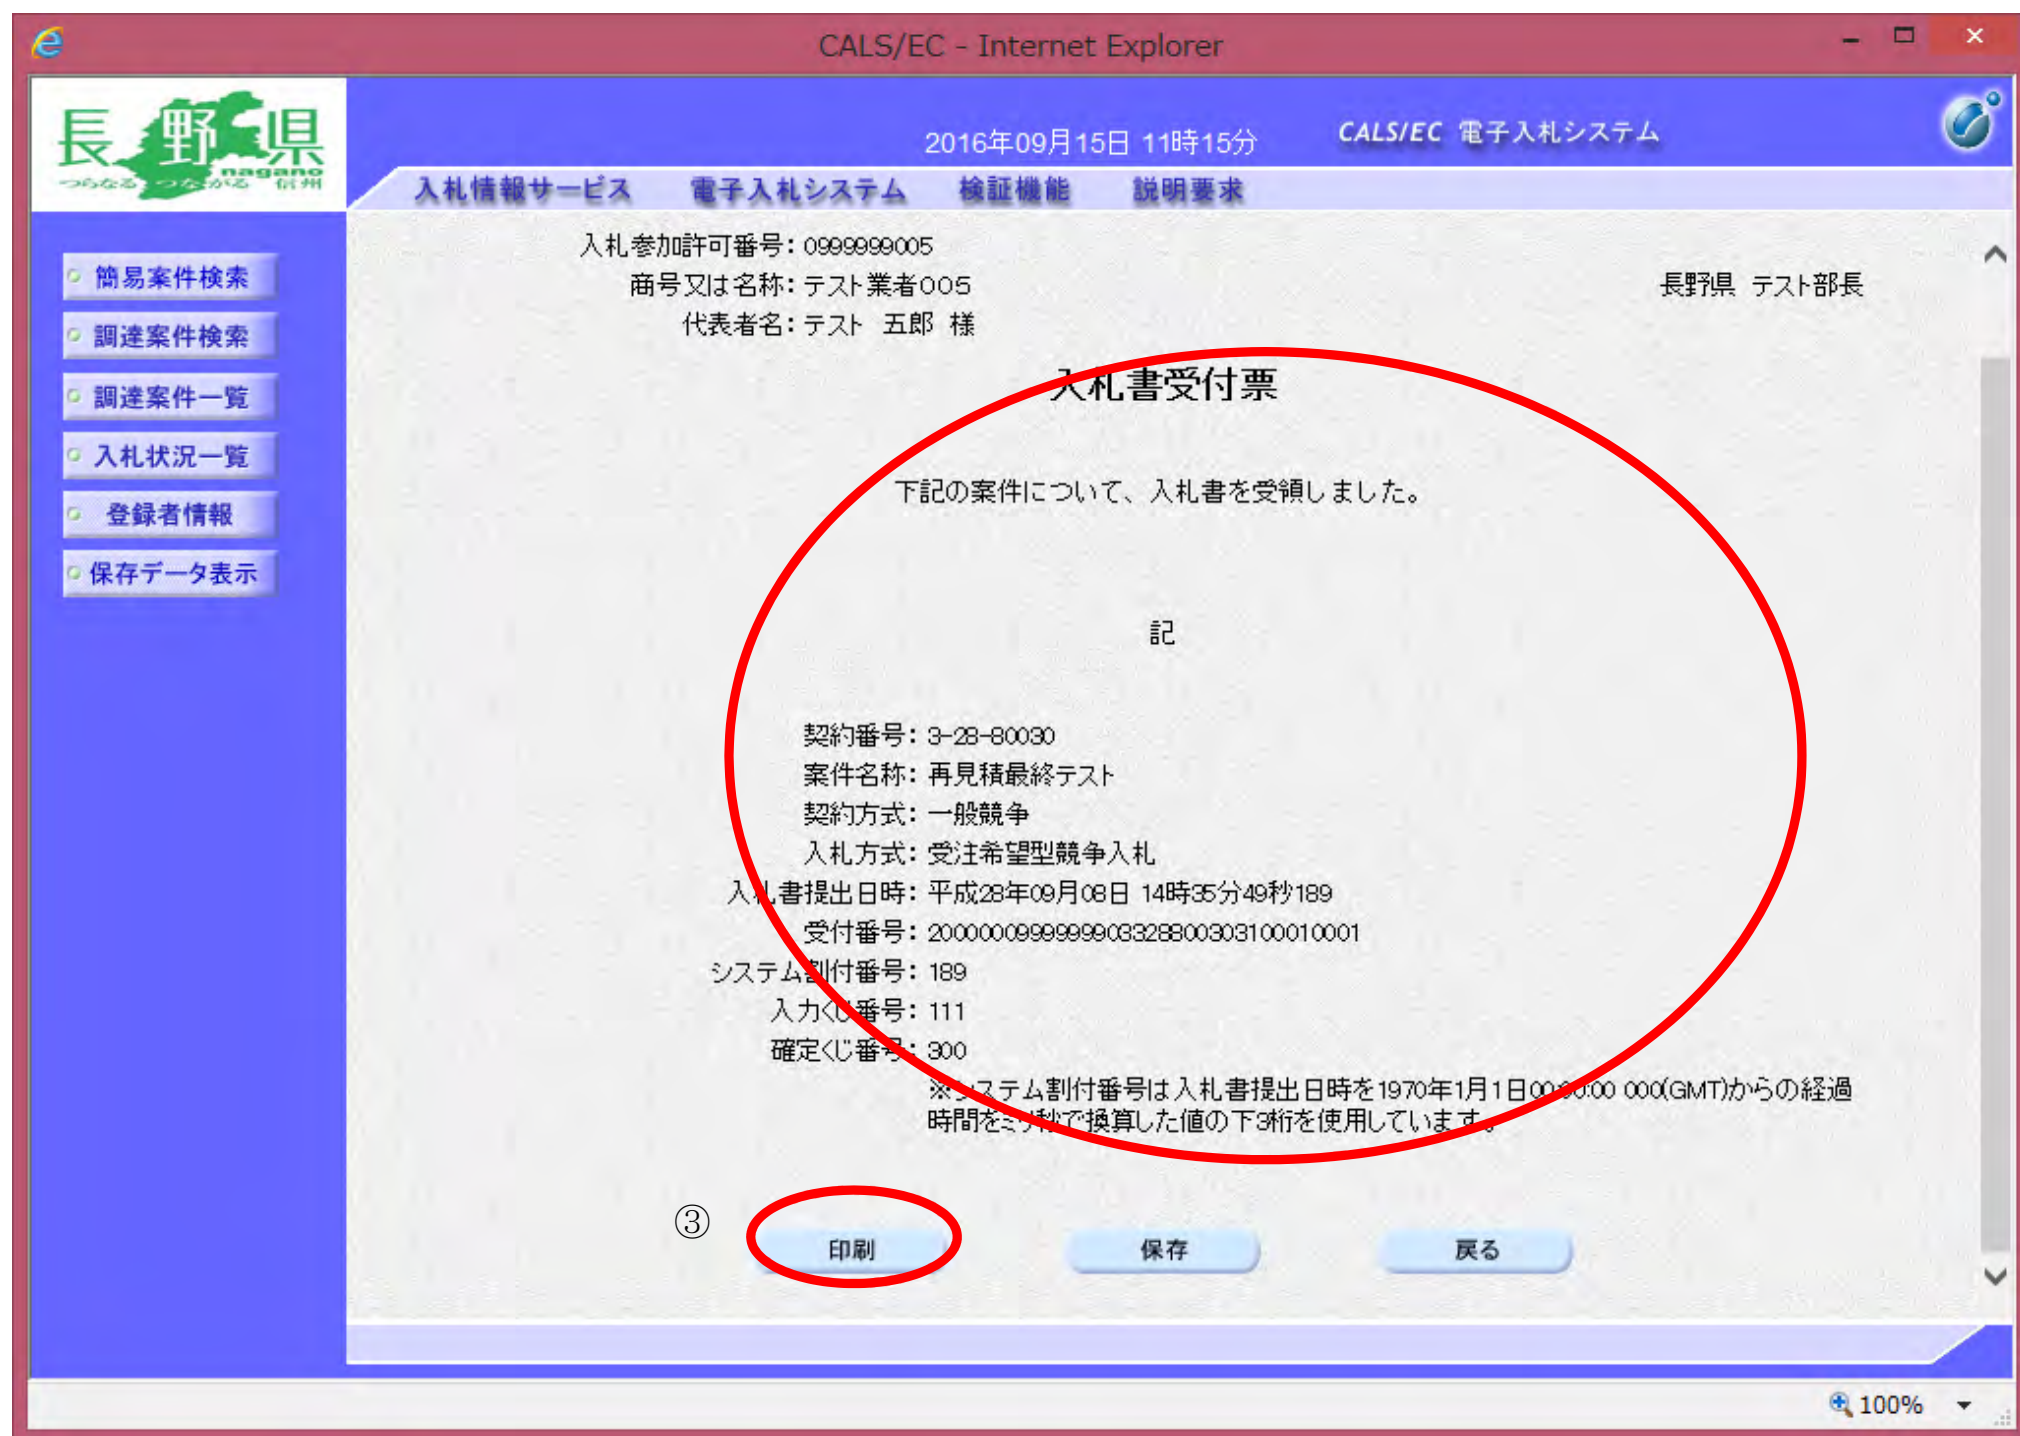 CALS/EC - Internet Explorer
長野県
nagano
つらなる つながる 信州
2016年09月15日 11時15分
CALS/EC 電子入札システム
入札情報サービス 電子入札システム 検証機能 説明要求
簡易案件検索
調達案件検索
調達案件一覧
入札状況一覧
登録者情報
保存データ表示
入札参加許可番号: 0999999005
商号又は名称: テスト業者005
長野県 テスト部長
代表者名: テスト 五郎 様
入札書受付票
下記の案件について、入札書を受領しました。
記
契約番号: 3-28-80030
案件名称: 再見積最終テスト
契約方式: 一般競争
入札方式: 受注希望型競争入札
入札書提出日時: 平成28年09月08日 14時35分49秒189
受付番号: 2000000999999903328800303100010001
システム割付番号: 189
入力くじ番号: 111
確定くじ番号: 300
※システム割付番号は入札書提出日時を1970年1月1日00:00:00 000(GMT)からの経過
時間をミリ秒で換算した値の下3桁を使用しています。
③
印刷 保存 戻る
100%